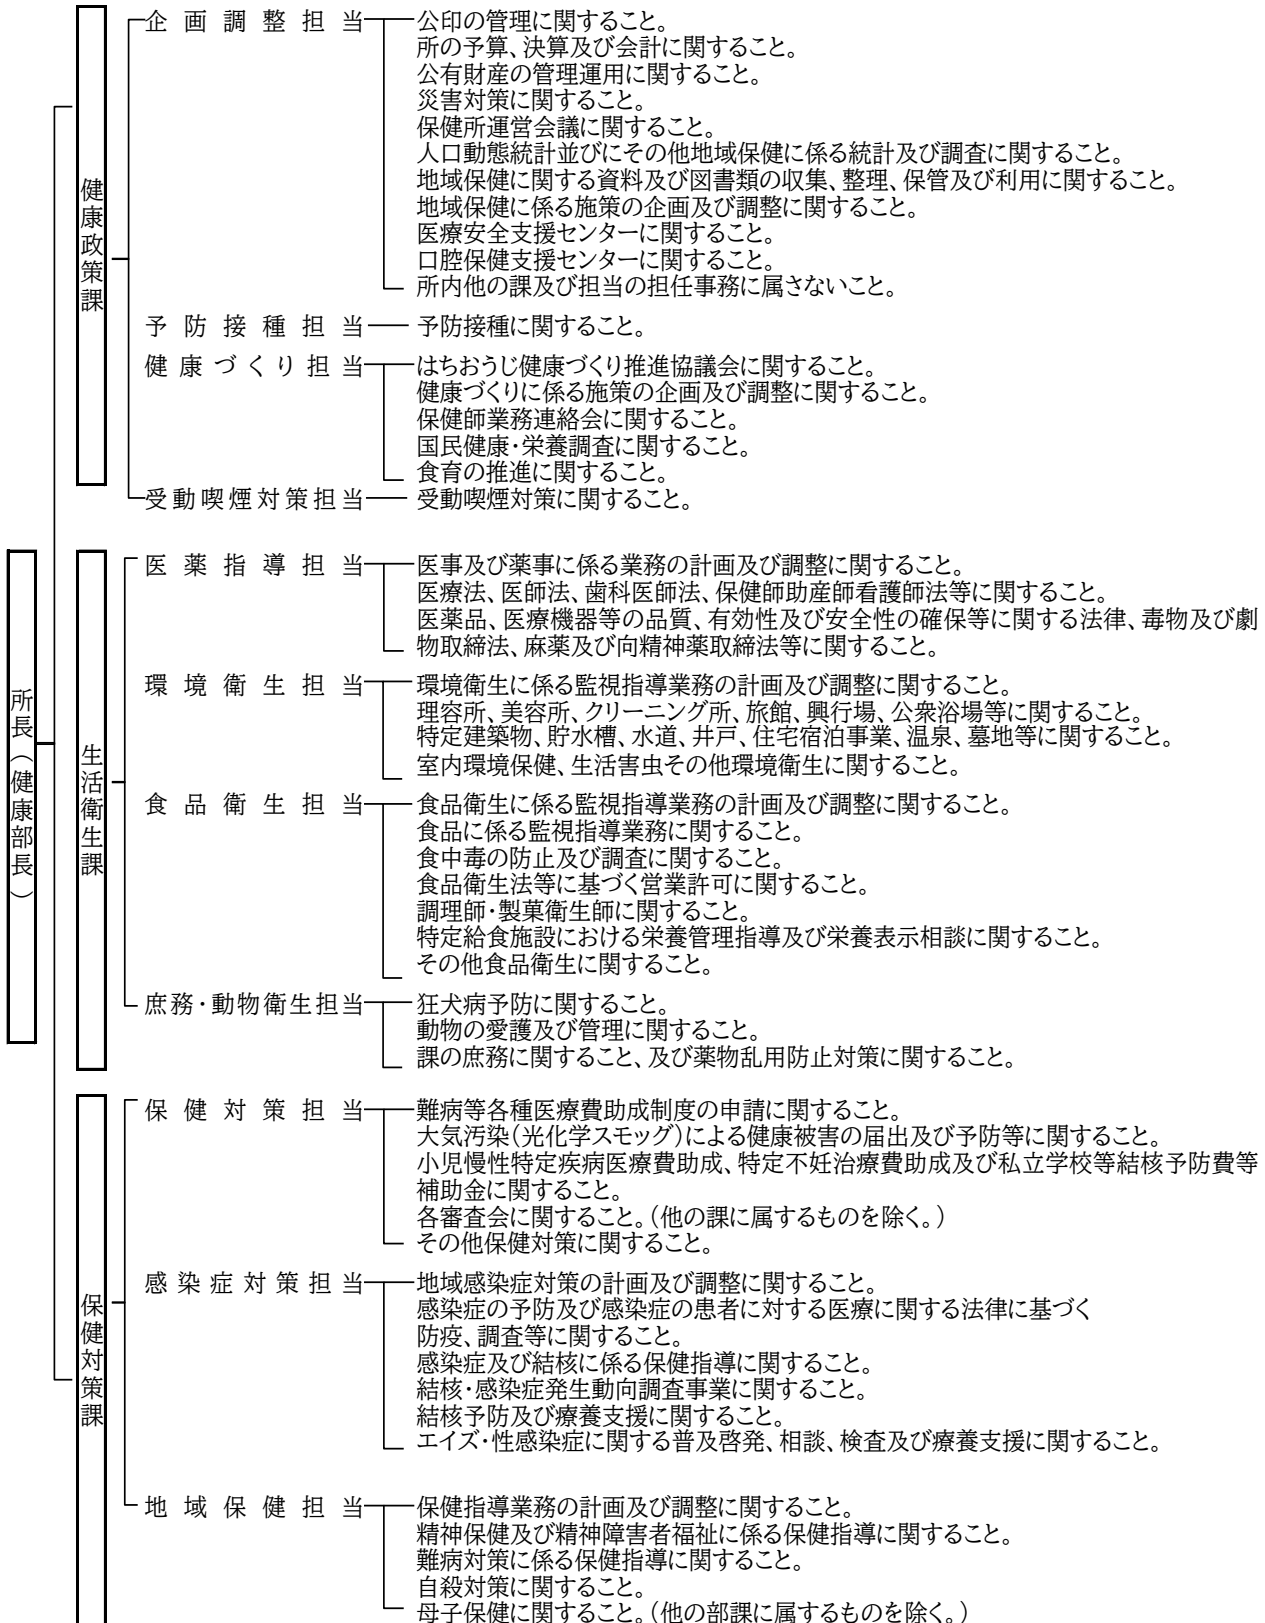 所長（健康部長）
健康政策課
企画調整担当
公印の管理に関すること。
所の予算、決算及び会計に関すること。
公有財産の管理運用に関すること。
災害対策に関すること。
保健所運営会議に関すること。
人口動態統計並びにその他地域保健に係る統計及び調査に関すること。
地域保健に関する資料及び図書類の収集、整理、保管及び利用に関すること。
地域保健に係る施策の企画及び調整に関すること。
医療安全支援センターに関すること。
口腔保健支援センターに関すること。
所内他の課及び担当の担任事務に属さないこと。
予防接種担当
予防接種に関すること。
健康づくり担当
はちおうじ健康づくり推進協議会に関すること。
健康づくりに係る施策の企画及び調整に関すること。
保健師業務連絡会に関すること。
国民健康・栄養調査に関すること。
食育の推進に関すること。
受動喫煙対策担当
受動喫煙対策に関すること。
生活衛生課
医薬指導担当
医事及び薬事に係る業務の計画及び調整に関すること。
医療法、医師法、歯科医師法、保健師助産師看護師法等に関すること。
医薬品、医療機器等の品質、有効性及び安全性の確保等に関する法律、毒物及び劇
物取締法、麻薬及び向精神薬取締法等に関すること。
環境衛生担当
環境衛生に係る監視指導業務の計画及び調整に関すること。
理容所、美容所、クリーニング所、旅館、興行場、公衆浴場等に関すること。
特定建築物、貯水槽、水道、井戸、住宅宿泊事業、温泉、墓地等に関すること。
室内環境保健、生活害虫その他環境衛生に関すること。
食品衛生担当
食品衛生に係る監視指導業務の計画及び調整に関すること。
食品に係る監視指導業務に関すること。
食中毒の防止及び調査に関すること。
食品衛生法等に基づく営業許可に関すること。
調理師・製菓衛生師に関すること。
特定給食施設における栄養管理指導及び栄養表示相談に関すること。
その他食品衛生に関すること。
庶務・動物衛生担当
狂犬病予防に関すること。
動物の愛護及び管理に関すること。
課の庶務に関すること、及び薬物乱用防止対策に関すること。
保健対策課
保健対策担当
難病等各種医療費助成制度の申請に関すること。
大気汚染（光化学スモッグ）による健康被害の届出及び予防等に関すること。
小児慢性特定疾病医療費助成、特定不妊治療費助成及び私立学校等結核予防費等
補助金に関すること。
各審査会に関すること。（他の課に属するものを除く。）
その他保健対策に関すること。
感染症対策担当
地域感染症対策の計画及び調整に関すること。
感染症の予防及び感染症の患者に対する医療に関する法律に基づく
防疫、調査等に関すること。
感染症及び結核に係る保健指導に関すること。
結核・感染症発生動向調査事業に関すること。
結核予防及び療養支援に関すること。
エイズ・性感染症に関する普及啓発、相談、検査及び療養支援に関すること。
地域保健担当
保健指導業務の計画及び調整に関すること。
精神保健及び精神障害者福祉に係る保健指導に関すること。
難病対策に係る保健指導に関すること。
自殺対策に関すること。
母子保健に関すること。（他の部課に属するものを除く。）